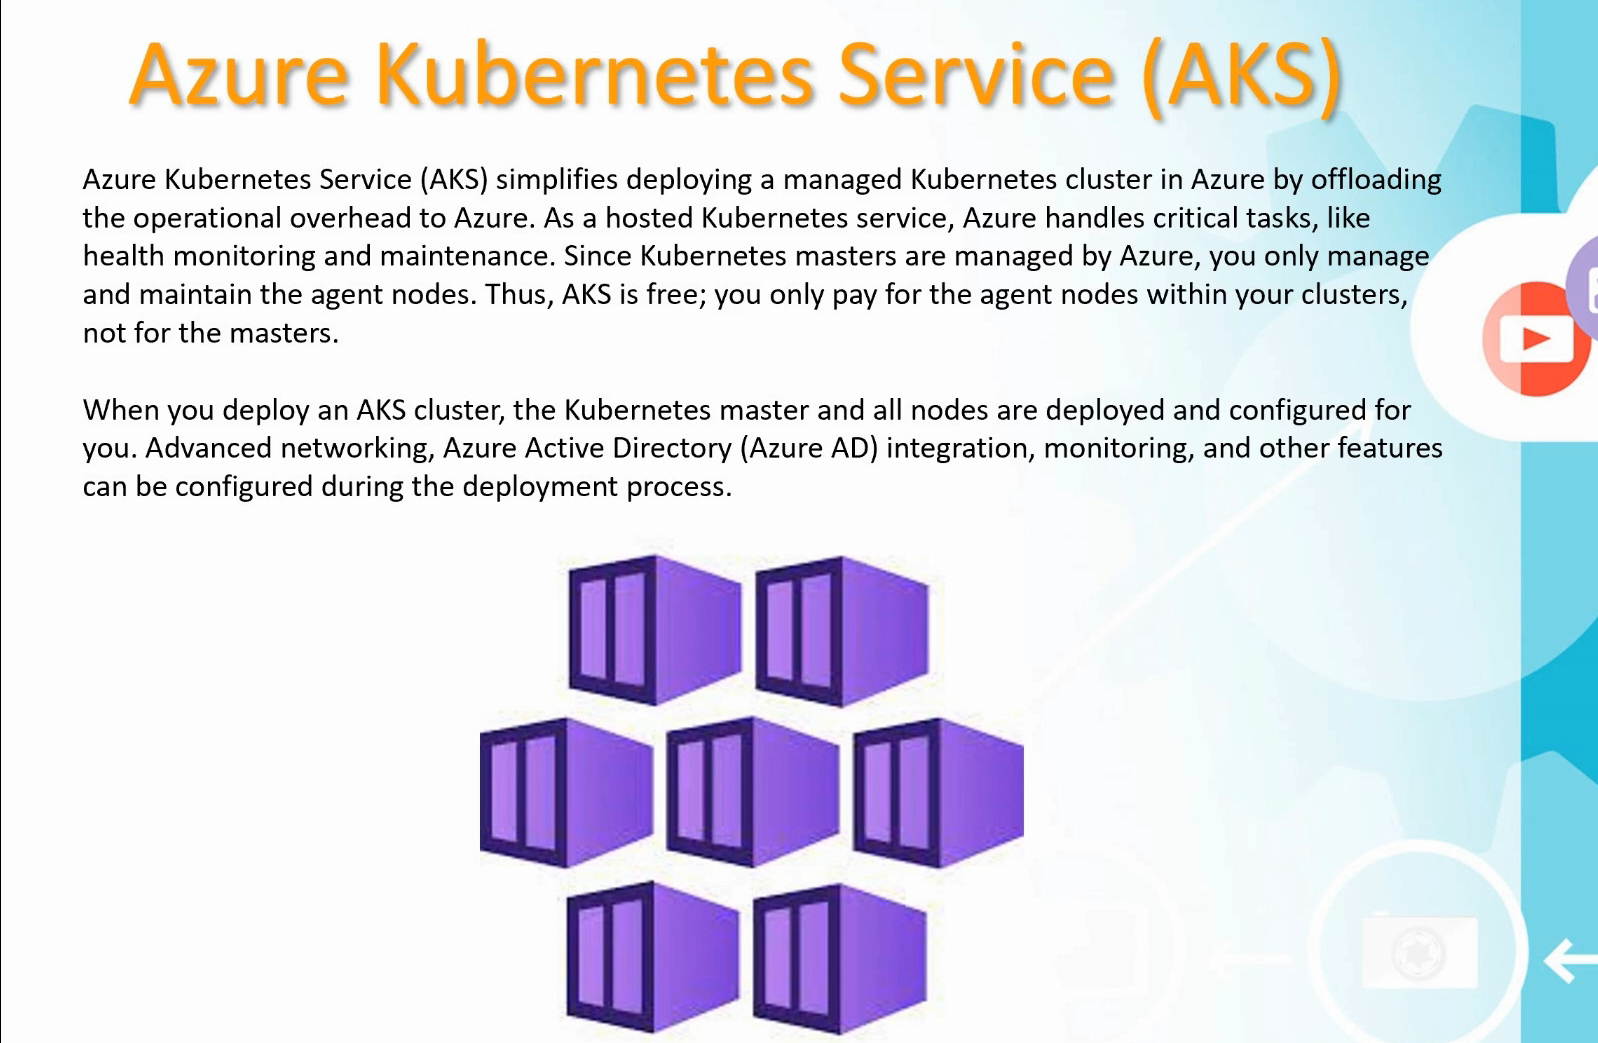 Azure Kubernetes Service (AKS)
Azure Kubernetes Service (AKS) simplifies deploying a managed Kubernetes cluster in Azure by offloading
the operational overhead to Azure. As a hosted Kubernetes service, Azure handles critical tasks, like
health monitoring and maintenance. Since Kubernetes masters are managed by Azure, you only manage
and maintain the agent nodes. Thus, AKS is free; you only pay for the agent nodes within your clusters,
not for the masters.
When you deploy an AKS cluster, the Kubernetes master and all nodes are deployed and configured for
you. Advanced networking, Azure Active Directory (Azure AD) integration, monitoring, and other features
can be configured during the deployment process.